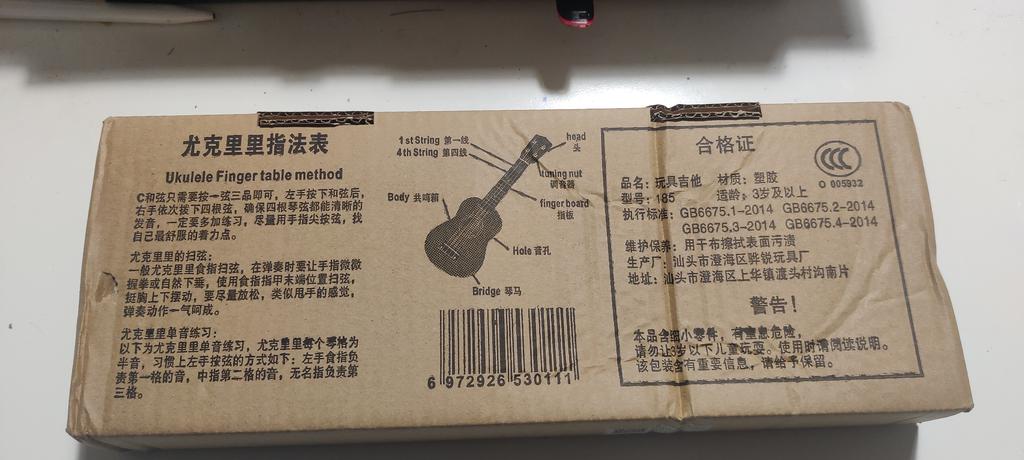 尤克里里指法表
Ukulele Finger table method
C和弦只需要按一弦三品即可，左手按下和弦后，
右手依次拨下四根弦，确保四根琴弦都能清晰的
发音，一定要多加练习，尽量用手指尖按弦，找
自己最舒服的着力点。
尤克里里的扫弦：
一般尤克里里食指扫弦，在弹奏时要让手指微微
握拳或自然下垂，使用食指指甲末端位置扫弦，
挺胸上下摆动，要尽量放松，类似甩手的感觉，
弹奏动作一气呵成。
尤克里里单音练习：
以下为尤克里里单音练习，尤克里里每个琴格为
半音，习惯上左手按弦的方式如下：左手食指负
责第一格的音，中指第二格的音，无名指负责第
三格。
1st String 第一线
4th String 第四线
head
头
tuning nut
调音器
Body 共鸣箱
finger board
指板
Hole 音孔
Bridge 琴马
6 972926 530111
合格证
CCC
O 005932
品名：玩具吉他 材质：塑胶
型号：185 适龄：3岁及以上
执行标准：GB6675.1-2014 GB6675.2-2014
GB6675.3-2014 GB6675.4-2014
维护保养：用干布擦拭表面污渍
生产厂：汕头市澄海区骅锐玩具厂
地址：汕头市澄海区上华镇渡头村沟南片
警告！
本品含细小零件，有窒息危险，
请勿让3岁以下儿童玩耍。使用时请阅读说明。
该包装含有重要信息，请给予保留。